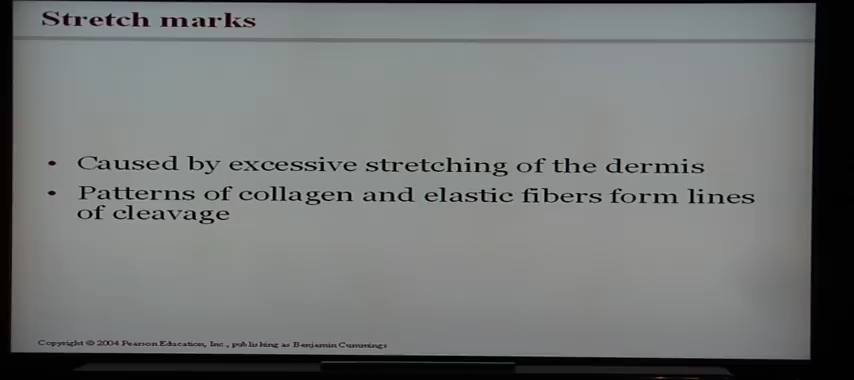 Stretch marks
• Caused by excessive stretching of the dermis
• Patterns of collagen and elastic fibers form lines
of cleavage
Copyright © 2004 Pearson Education, Inc., publishing as Benjamin Cummings